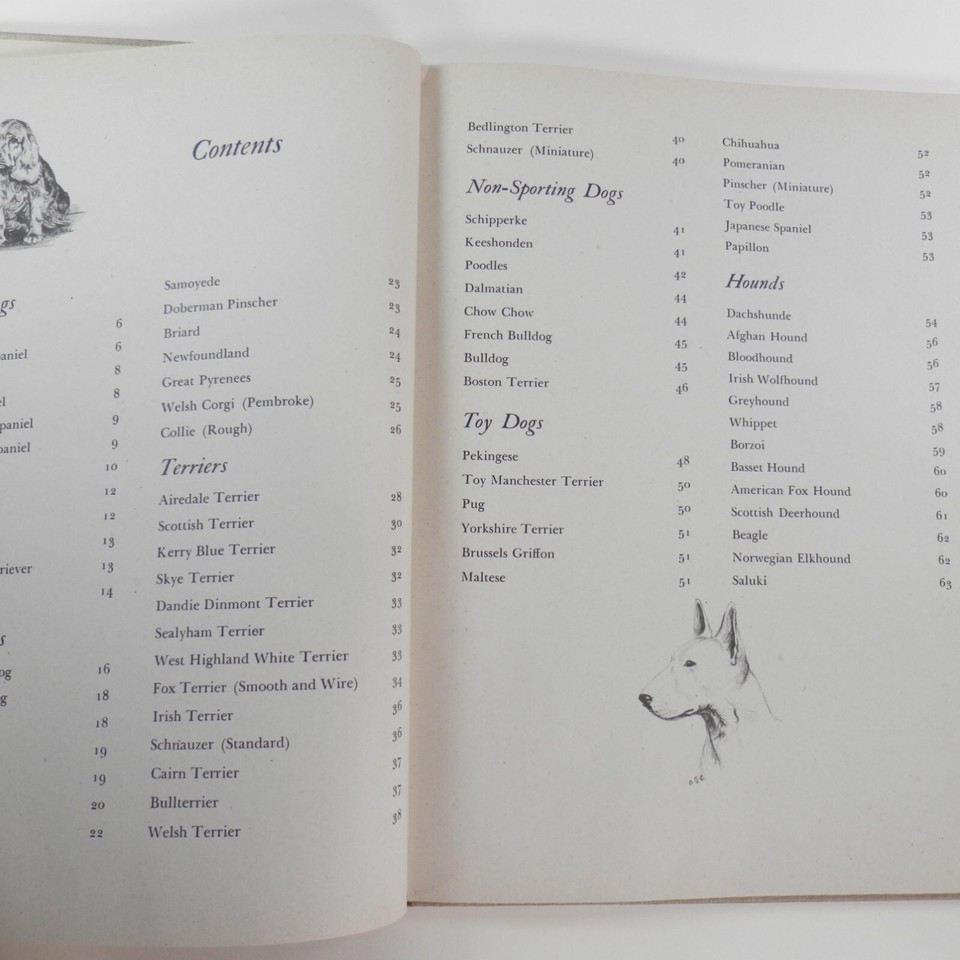 Contents
gs
6
aniel 6
8
l 8
paniel 9
paniel 9
10
12
12
13
riever 13
14
s
og 16
g 18
18
19
19
20
22
Samoyede 23
Doberman Pinscher 23
Briard 24
Newfoundland 24
Great Pyrenees 25
Welsh Corgi (Pembroke) 25
Collie (Rough) 26
Terriers
Airedale Terrier 28
Scottish Terrier 30
Kerry Blue Terrier 32
Skye Terrier 32
Dandie Dinmont Terrier 33
Sealyham Terrier 33
West Highland White Terrier 33
Fox Terrier (Smooth and Wire) 34
Irish Terrier 36
Schnauzer (Standard) 36
Cairn Terrier 37
Bullterrier 37
Welsh Terrier 38
Bedlington Terrier 40
Schnauzer (Miniature) 40
Non-Sporting Dogs
Schipperke 41
Keeshonden 41
Poodles 42
Dalmatian 44
Chow Chow 44
French Bulldog 45
Bulldog 45
Boston Terrier 46
Toy Dogs
Pekingese 48
Toy Manchester Terrier 50
Pug 50
Yorkshire Terrier 51
Brussels Griffon 51
Maltese 51
Chihuahua 52
Pomeranian 52
Pinscher (Miniature) 52
Toy Poodle 53
Japanese Spaniel 53
Papillon 53
Hounds
Dachshunde 54
Afghan Hound 56
Bloodhound 56
Irish Wolfhound 57
Greyhound 58
Whippet 58
Borzoi 59
Basset Hound 60
American Fox Hound 60
Scottish Deerhound 61
Beagle 62
Norwegian Elkhound 62
Saluki 63